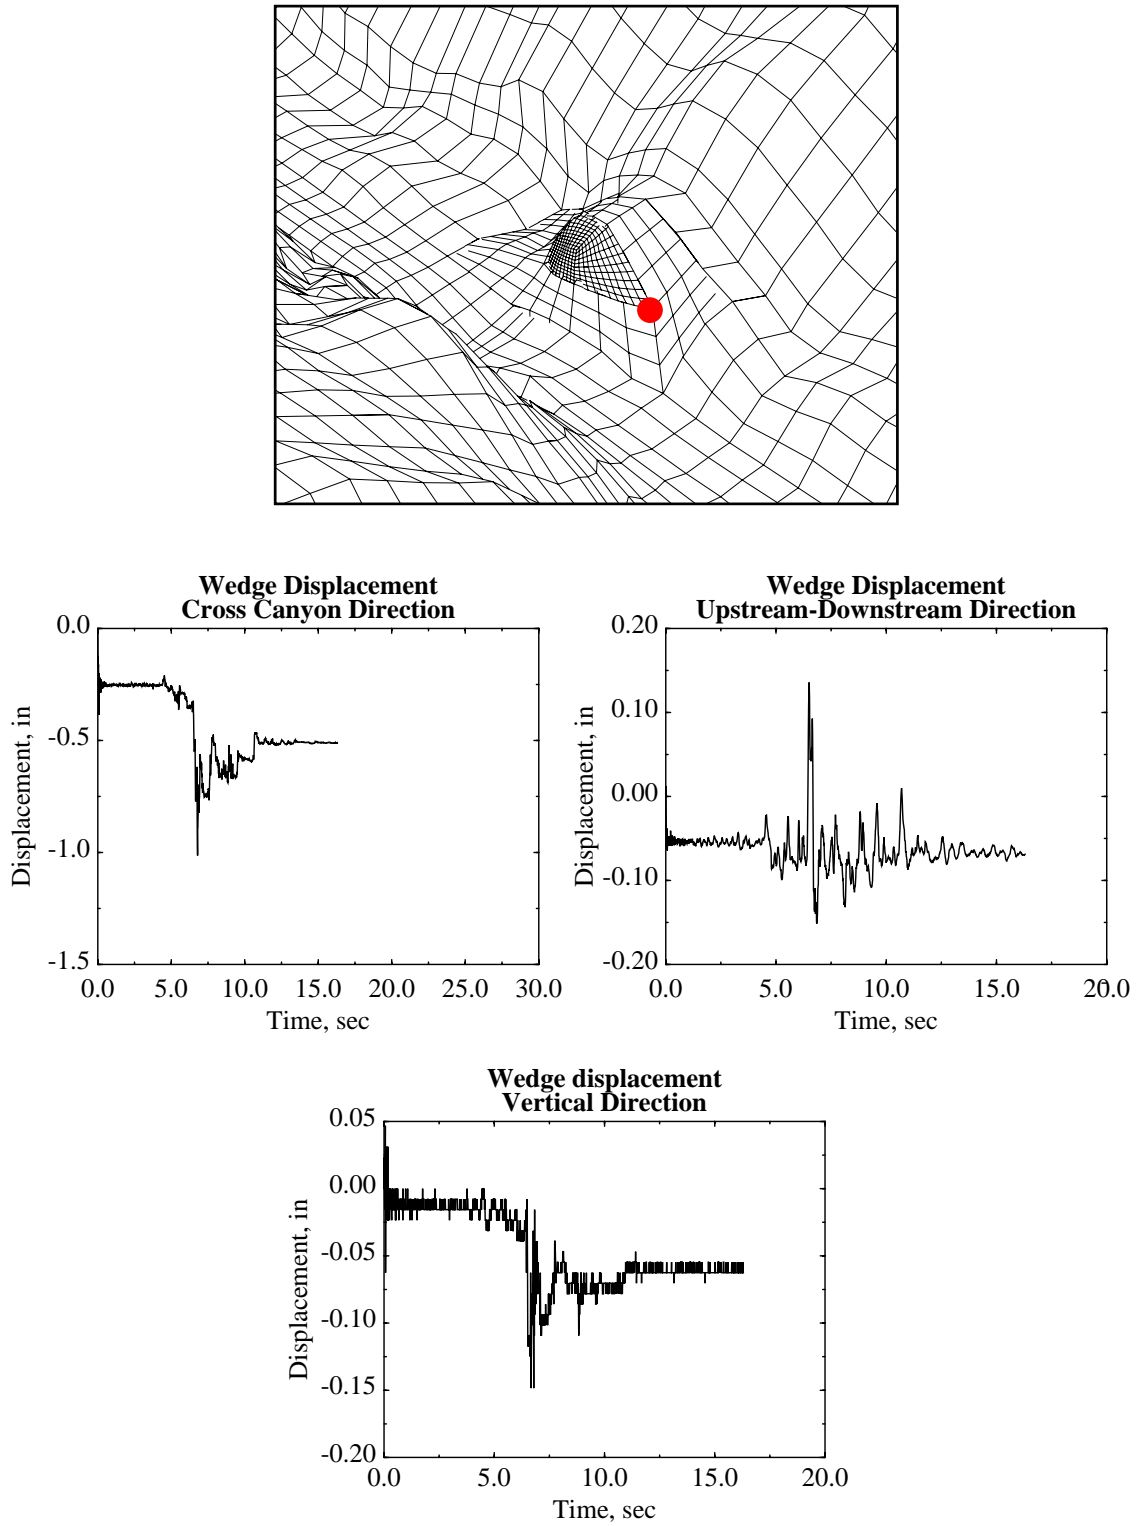 Wedge Displacement
Cross Canyon Direction
0.0
-0.5
-1.0
-1.5
Displacement, in
0.0 5.0 10.0 15.0 20.0 25.0 30.0
Time, sec
Wedge Displacement
Upstream-Downstream Direction
0.20
0.10
0.00
-0.10
-0.20
Displacement, in
0.0 5.0 10.0 15.0 20.0
Time, sec
Wedge displacement
Vertical Direction
0.05
0.00
-0.05
-0.10
-0.15
-0.20
Displacement, in
0.0 5.0 10.0 15.0 20.0
Time, sec